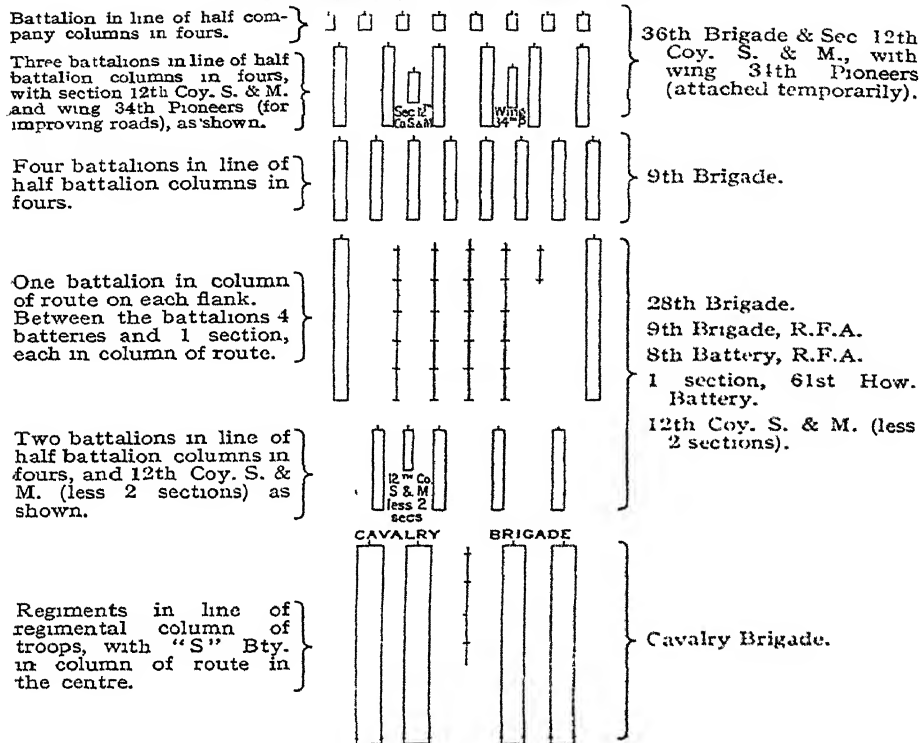 Battalion in line of half com-
pany columns in fours.
36th Brigade & Sec 12th
Coy. S. & M., with
wing 34th Pioneers
(attached temporarily).
Three battalions in line of half
battalion columns in fours,
with section 12th Coy. S. & M.
and wing 34th Pioneers (for
improving roads), as shown.
Sec 12th
Co S & M
Wing
34th P
Four battalions in line of
half battalion columns in
fours.
9th Brigade.
One battalion in column
of route on each flank.
Between the battalions 4
batteries and 1 section,
each in column of route.
28th Brigade.
9th Brigade, R.F.A.
8th Battery, R.F.A.
1 section, 61st How.
Battery.
12th Coy. S. & M. (less
2 sections).
Two battalions in line of
half battalion columns in
fours, and 12th Coy. S. &
M. (less 2 sections) as
shown.
12TH Co
S & M
less 2
secs
CAVALRY BRIGADE
Regiments in line of
regimental column of
troops, with "S" Bty.
in column of route in
the centre.
Cavalry Brigade.